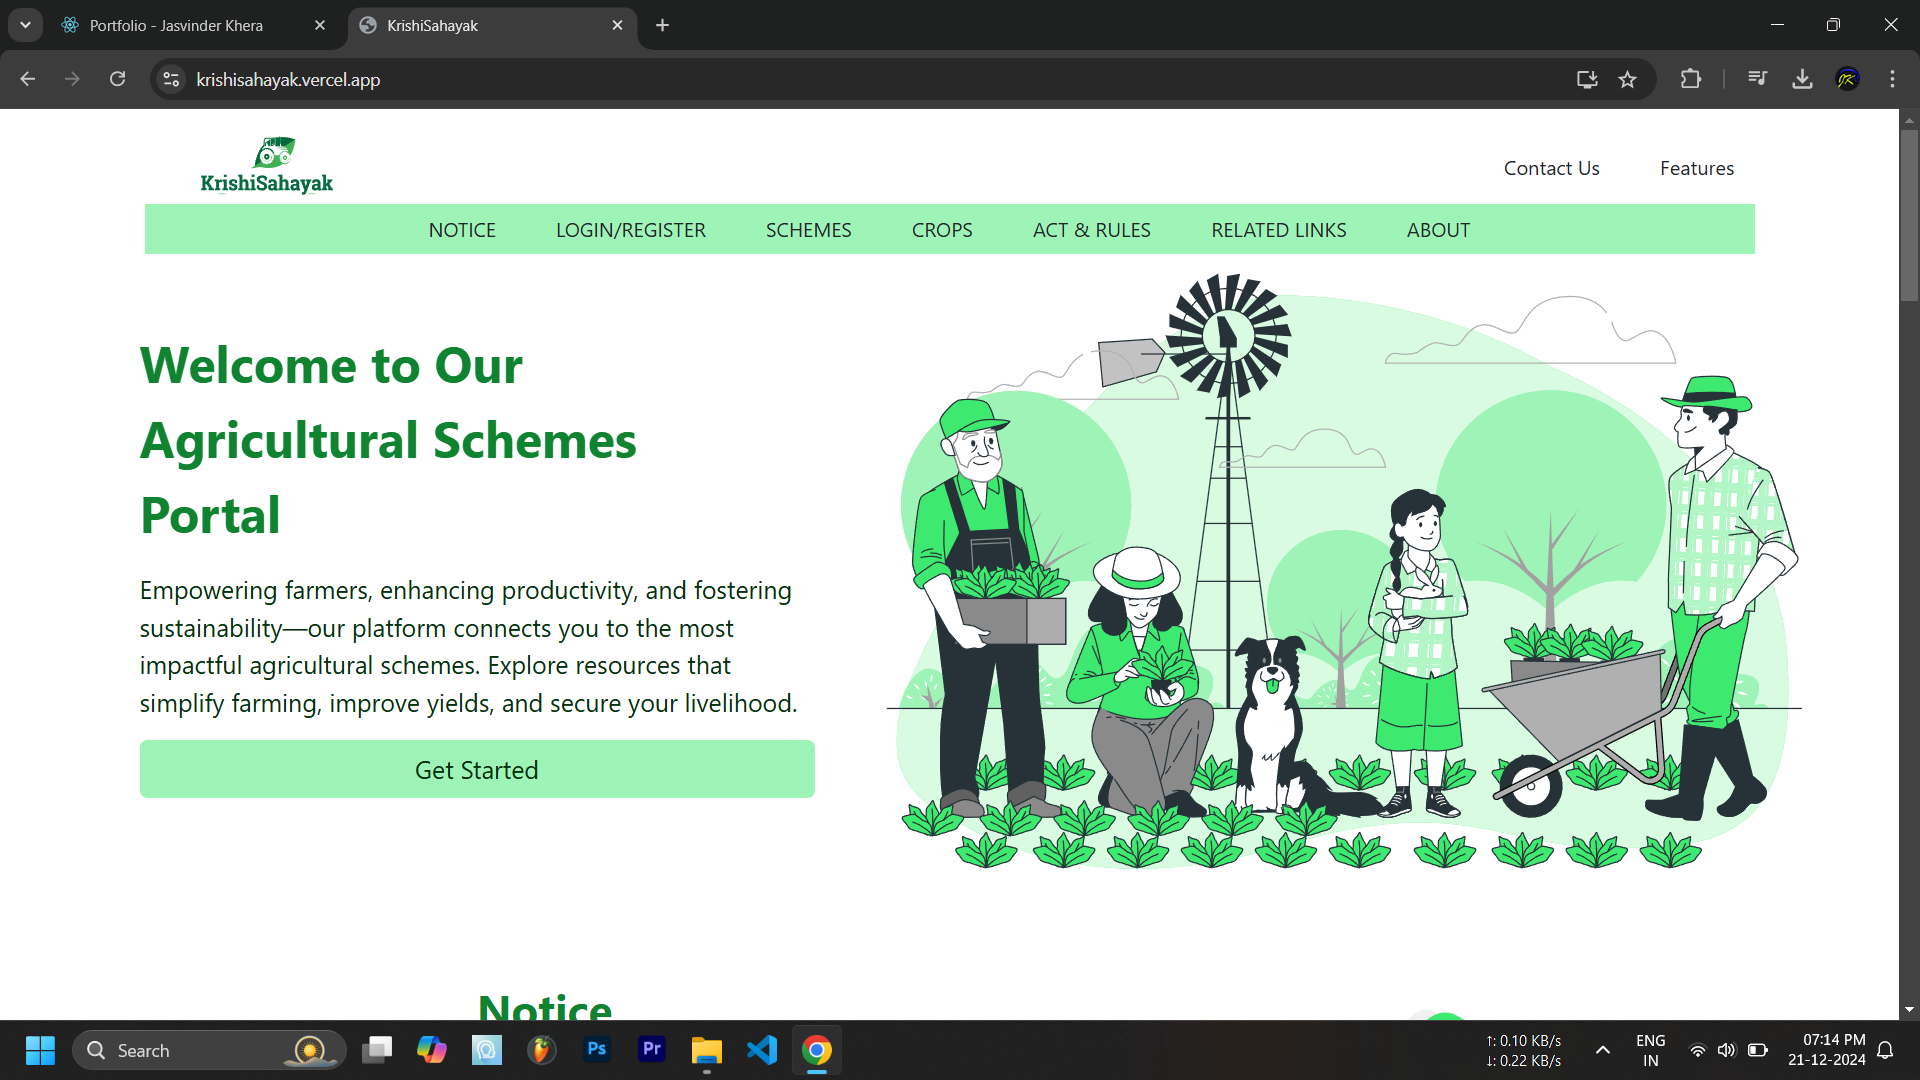 Portfolio - Jasvinder Khera
KrishiSahayak
krishisahayak.vercel.app
KrishiSahayak
Contact Us
Features
NOTICE
LOGIN/REGISTER
SCHEMES
CROPS
ACT & RULES
RELATED LINKS
ABOUT
Welcome to Our
Agricultural Schemes
Portal
Empowering farmers, enhancing productivity, and fostering
sustainability—our platform connects you to the most
impactful agricultural schemes. Explore resources that
simplify farming, improve yields, and secure your livelihood.
Get Started
Notice
Search
Ps
Pr
↑: 0.10 KB/s
↓: 0.22 KB/s
ENG
IN
07:14 PM
21-12-2024